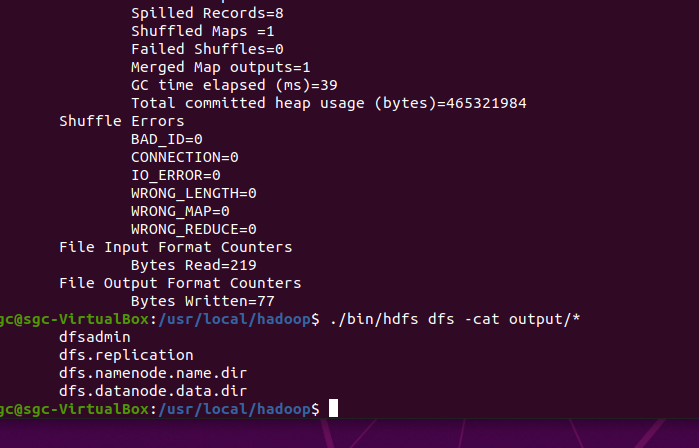 Spilled Records=8
Shuffled Maps =1
Failed Shuffles=0
Merged Map outputs=1
GC time elapsed (ms)=39
Total committed heap usage (bytes)=465321984
Shuffle Errors
BAD_ID=0
CONNECTION=0
IO_ERROR=0
WRONG_LENGTH=0
WRONG_MAP=0
WRONG_REDUCE=0
File Input Format Counters
Bytes Read=219
File Output Format Counters
Bytes Written=77
gc@sgc-VirtualBox:/usr/local/hadoop$ ./bin/hdfs dfs -cat output/*
dfsadmin
dfs.replication
dfs.namenode.name.dir
dfs.datanode.data.dir
gc@sgc-VirtualBox:/usr/local/hadoop$